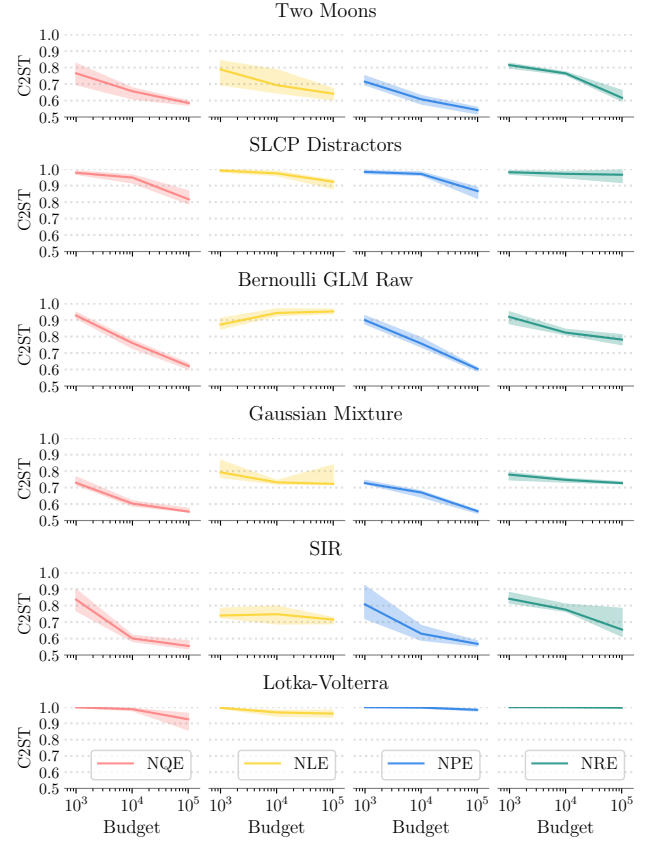 Two Moons
C2ST
1.0
0.9
0.8
0.7
0.6
0.5
SLCP Distractors
C2ST
1.0
0.9
0.8
0.7
0.6
0.5
Bernoulli GLM Raw
C2ST
1.0
0.9
0.8
0.7
0.6
0.5
Gaussian Mixture
C2ST
1.0
0.9
0.8
0.7
0.6
0.5
SIR
C2ST
1.0
0.9
0.8
0.7
0.6
0.5
Lotka-Volterra
C2ST
1.0
0.9
0.8
0.7
0.6
0.5
NQE NLE NPE NRE
10³ 10⁴ 10⁵ 10³ 10⁴ 10⁵ 10³ 10⁴ 10⁵ 10³ 10⁴ 10⁵
Budget Budget Budget Budget